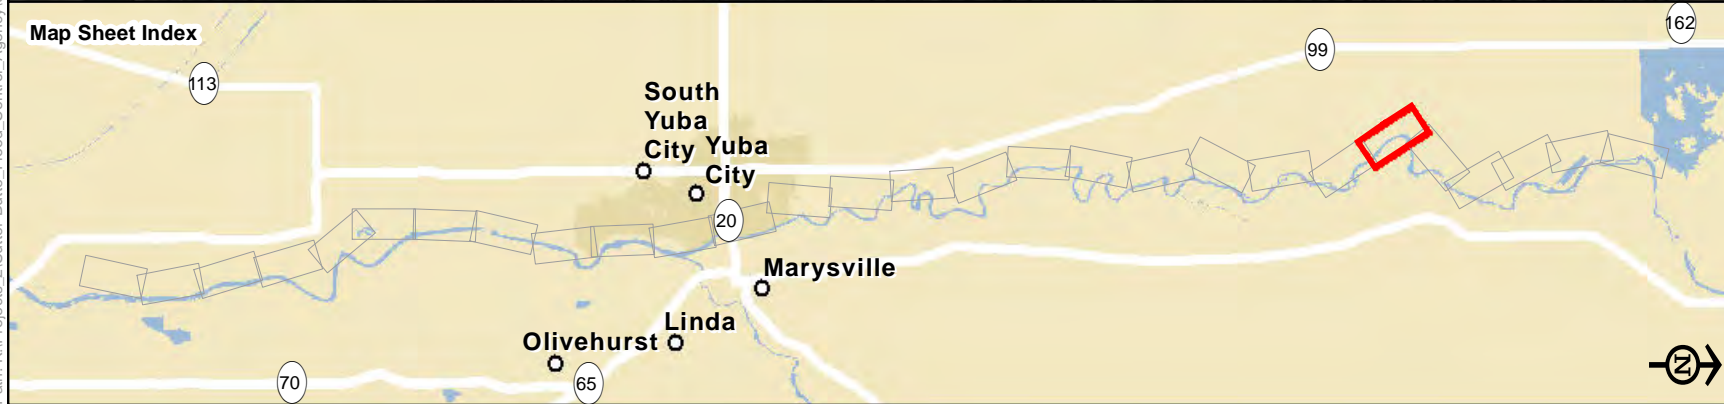 Map Sheet Index
162
99
113
South
Yuba
City
Yuba
City
20
Marysville
Linda
Olivehurst
70
65
N